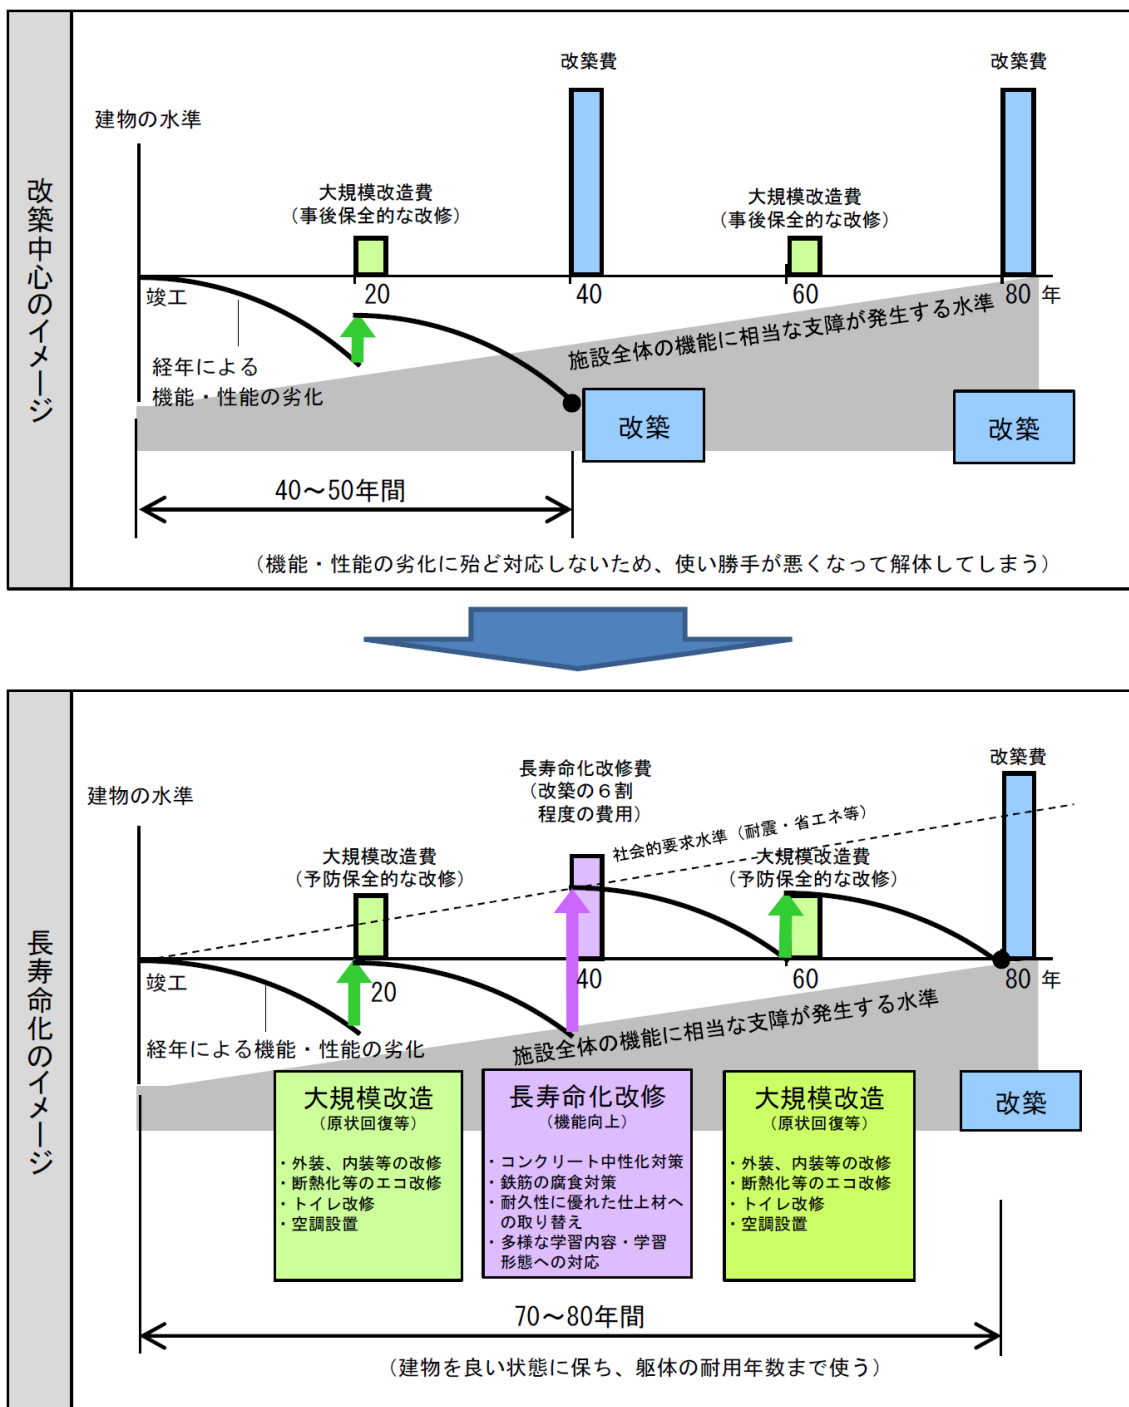 改築中心のイメージ
改築費
改築費
建物の水準
大規模改造費
（事後保全的な改修）
大規模改造費
（事後保全的な改修）
竣工
20
40
60
80 年
経年による
機能・性能の劣化
施設全体の機能に相当な支障が発生する水準
改築
改築
40～50年間
（機能・性能の劣化に殆ど対応しないため、使い勝手が悪くなって解体してしまう）
長寿命化のイメージ
改築費
長寿命化改修費
（改築の６割
程度の費用）
建物の水準
社会的要求水準（耐震・省エネ等）
大規模改造費
（予防保全的な改修）
大規模改造費
（予防保全的な改修）
竣工
20
40
60
80 年
経年による機能・性能の劣化
施設全体の機能に相当な支障が発生する水準
大規模改造
（原状回復等）
・外装、内装等の改修
・断熱化等のエコ改修
・トイレ改修
・空調設置
長寿命化改修
（機能向上）
・コンクリート中性化対策
・鉄筋の腐食対策
・耐久性に優れた仕上材へ
の取り替え
・多様な学習内容・学習
形態への対応
大規模改造
（原状回復等）
・外装、内装等の改修
・断熱化等のエコ改修
・トイレ改修
・空調設置
改築
70～80年間
（建物を良い状態に保ち、躯体の耐用年数まで使う）